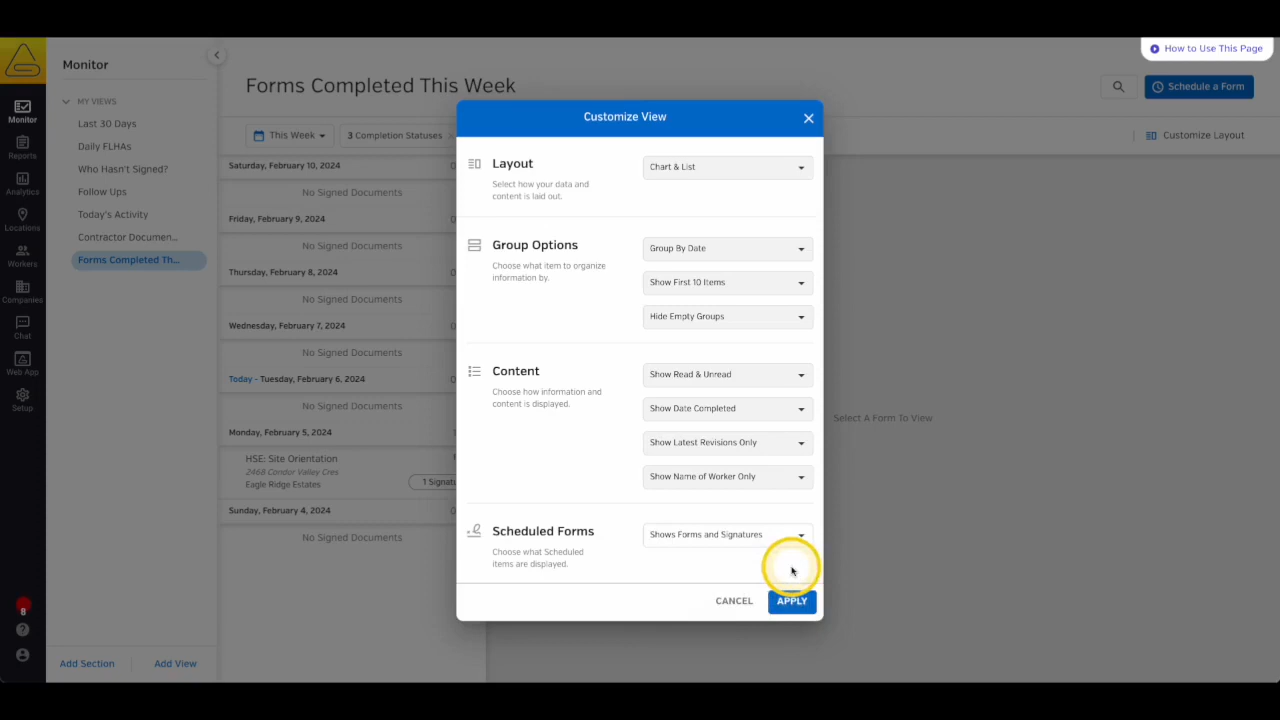 How to Use This Page
Monitor
MY VIEWS
Last 30 Days
Daily FLHAs
Who Hasn't Signed?
Follow Ups
Today's Activity
Contractor Documen...
Forms Completed Th...
Add Section
Add View
Monitor
Reports
Analytics
Locations
Workers
Companies
Chat
Web App
Setup
8
Forms Completed This Week
Schedule a Form
This Week
3 Completion Statuses
Customize Layout
Saturday, February 10, 2024
No Signed Documents
Friday, February 9, 2024
No Signed Documents
Thursday, February 8, 2024
No Signed Documents
Wednesday, February 7, 2024
No Signed Documents
Today - Tuesday, February 6, 2024
No Signed Documents
Monday, February 5, 2024
HSE: Site Orientation
2468 Condor Valley Cres
Eagle Ridge Estates
1 Signatu
Sunday, February 4, 2024
No Signed Documents
Select A Form To View
Customize View
Layout
Select how your data and
content is laid out.
Chart & List
Group Options
Choose what item to organize
information by.
Group By Date
Show First 10 Items
Hide Empty Groups
Content
Choose how information and
content is displayed.
Show Read & Unread
Show Date Completed
Show Latest Revisions Only
Show Name of Worker Only
Scheduled Forms
Choose what Scheduled
items are displayed.
Shows Forms and Signatures
CANCEL
APPLY